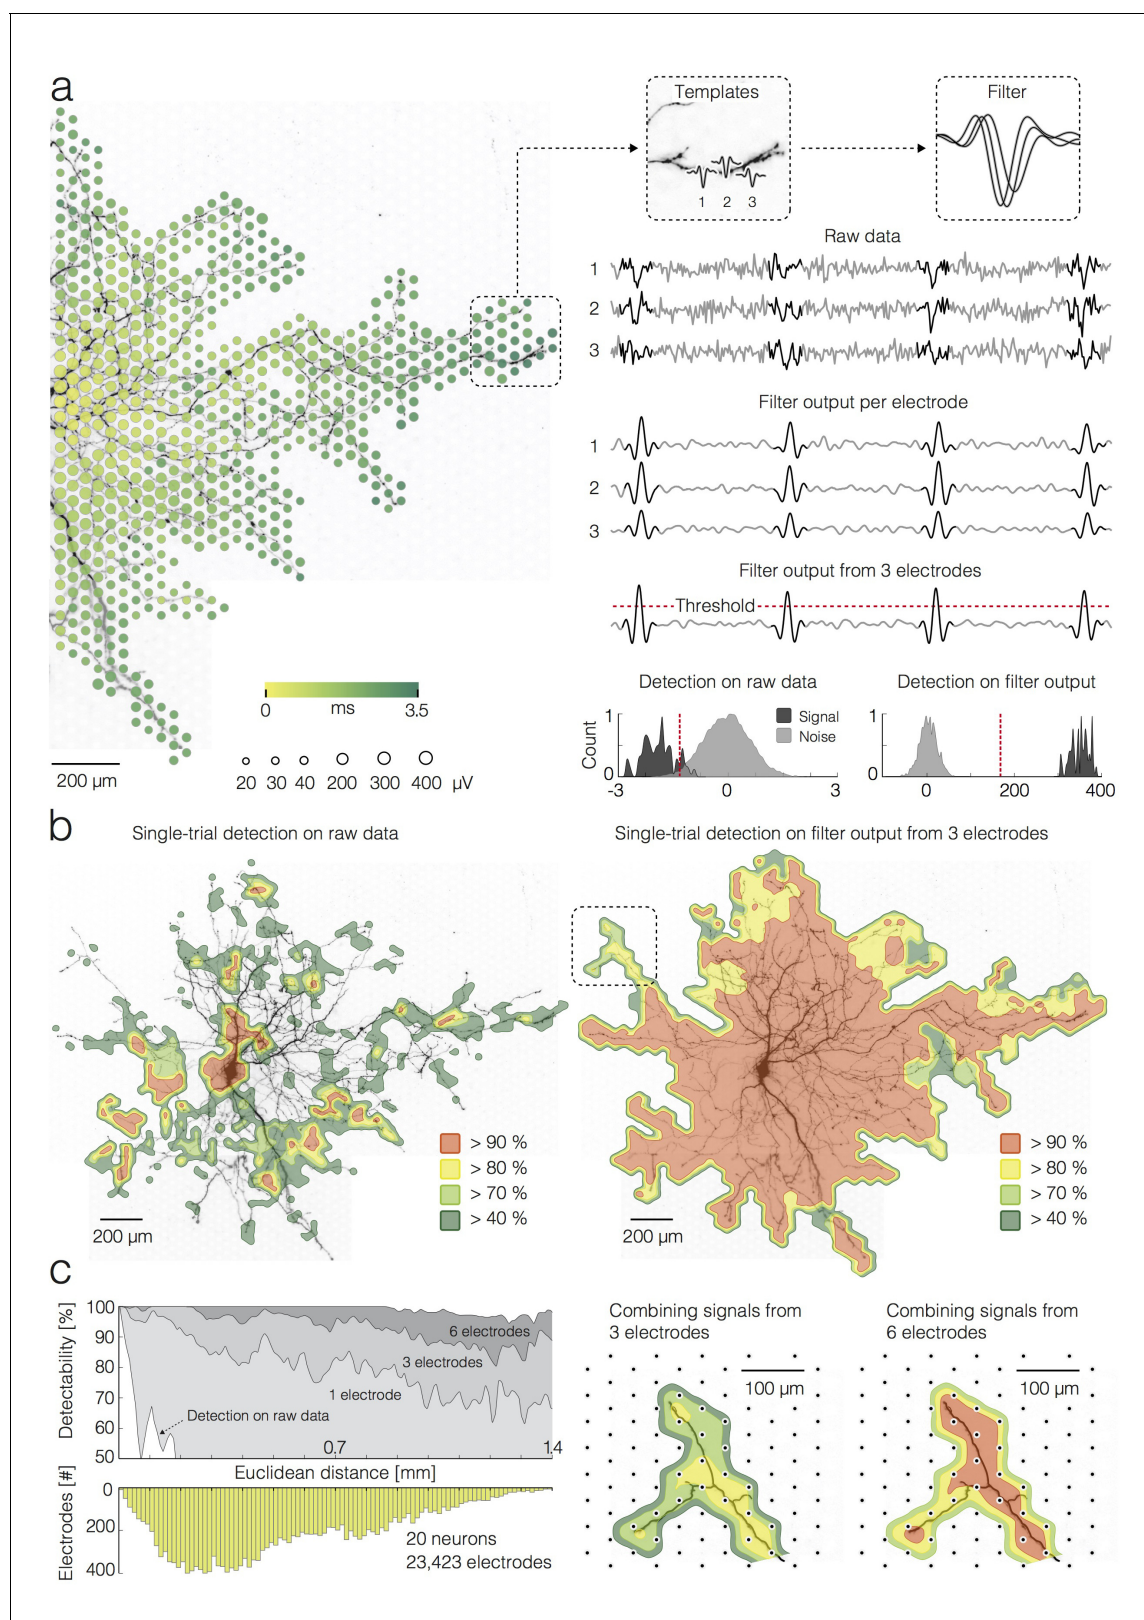 a
Templates
Filter
1 2 3
Raw data
1
2
3
Filter output per electrode
1
2
3
Filter output from 3 electrodes
Threshold
0 ms 3.5
200 µm
20 30 40 200 300 400 µV
Detection on raw data
Detection on filter output
Count
1
0
-3 0 3
Signal
Noise
1
0
0 200 400
b
Single-trial detection on raw data
Single-trial detection on filter output from 3 electrodes
> 90 %
> 80 %
> 70 %
> 40 %
200 µm
> 90 %
> 80 %
> 70 %
> 40 %
200 µm
c
Detectability [%]
100
90
80
70
60
50
6 electrodes
3 electrodes
1 electrode
Detection on raw data
0.7 1.4
Euclidean distance [mm]
Electrodes [#]
0
200
400
20 neurons
23,423 electrodes
Combining signals from
3 electrodes
100 µm
Combining signals from
6 electrodes
100 µm